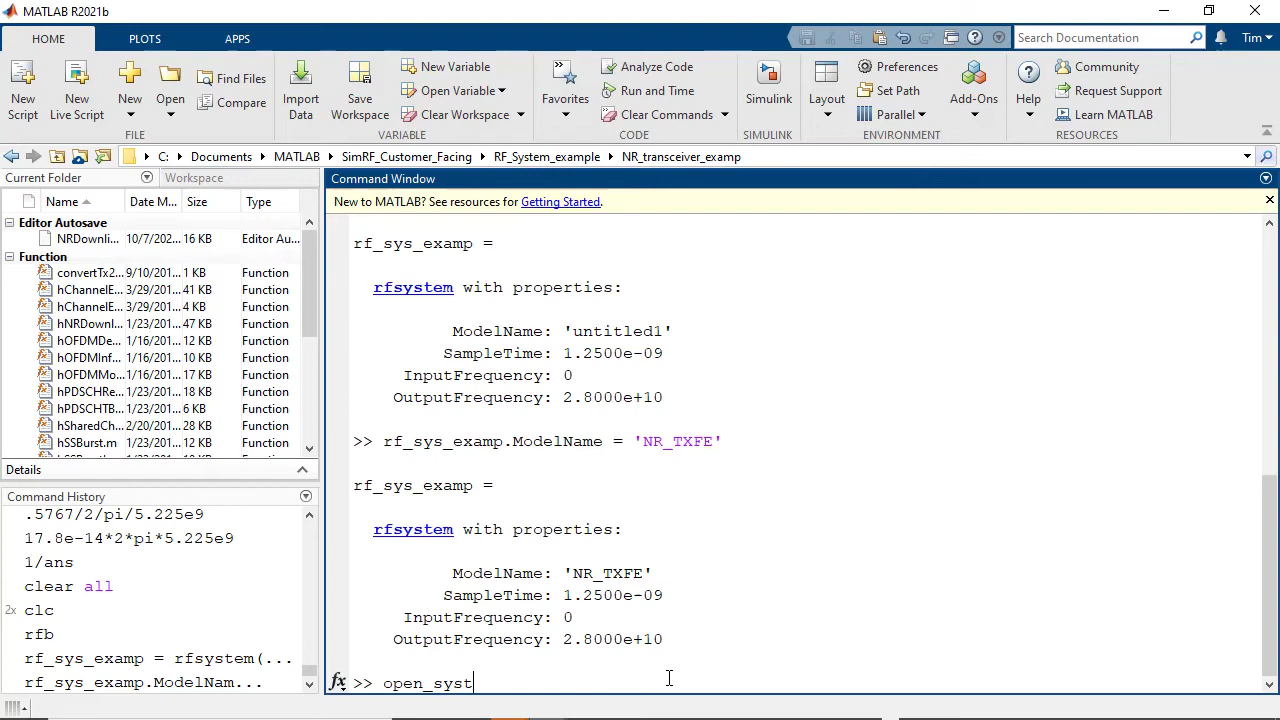 MATLAB R2021b
HOME PLOTS APPS
Search Documentation Tim
New Script
New Live Script
New
Open
Find Files
Compare
FILE
Import Data
Save Workspace
New Variable
Open Variable
Clear Workspace
VARIABLE
Favorites
Analyze Code
Run and Time
Clear Commands
CODE
Simulink
SIMULINK
Layout
Preferences
Set Path
Parallel
Add-Ons
ENVIRONMENT
Help
Community
Request Support
Learn MATLAB
RESOURCES
C: Documents MATLAB SimRF_Customer_Facing RF_System_example NR_transceiver_examp
Current Folder Workspace
Name Date M... Size Type
Editor Autosave
NRDownli... 10/7/202... 16 KB Editor Au...
Function
convertTx2... 9/10/201... 1 KB Function
hChannelE... 3/29/201... 41 KB Function
hChannelE... 3/29/201... 4 KB Function
hNRDownl... 1/23/201... 47 KB Function
hOFDMDe... 1/16/201... 12 KB Function
hOFDMInf... 1/16/201... 10 KB Function
hOFDMMo... 1/16/201... 17 KB Function
hPDSCHRe... 1/23/201... 18 KB Function
hPDSCHTB... 1/23/201... 6 KB Function
hSharedCh... 2/20/201... 28 KB Function
hSSBurst.m 1/23/201... 12 KB Function
Details
Command History
.5767/2/pi/5.225e9
17.8e-14*2*pi*5.225e9
1/ans
clear all
2x clc
rfb
rf_sys_examp = rfsystem(...
rf_sys_examp.ModelNam...
Command Window
New to MATLAB? See resources for Getting Started.
rf_sys_examp =
rfsystem with properties:
ModelName: 'untitled1'
SampleTime: 1.2500e-09
InputFrequency: 0
OutputFrequency: 2.8000e+10
>> rf_sys_examp.ModelName = 'NR_TXFE'
rf_sys_examp =
rfsystem with properties:
ModelName: 'NR_TXFE'
SampleTime: 1.2500e-09
InputFrequency: 0
OutputFrequency: 2.8000e+10
fx >> open_syst